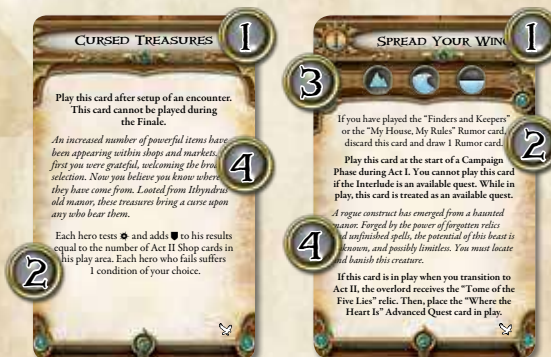 CURSED TREASURES
1
Play this card after setup of an encounter.
This card cannot be played during
the Finale.
An increased number of powerful items have
been appearing within shops and markets.
first you were grateful, welcoming the
selection. Now you believe you know where
they have come from. Looted from Ithyndrus'
old manor, these treasures bring a curse upon
any who bear them.
4
Each hero tests and adds to his results
equal to the number of Act II Shop cards in
his play area. Each hero who fails suffers
1 condition of your choice.
2
SPREAD YOUR
1
3
If you have played the "Finders and Keepers"
or the "My House, My Rules" Rumor card,
discard this card and draw 1 Rumor card.
2
Play this card at the start of a Campaign
Phase during Act I. You cannot play this card
if the Interlude is an available quest. While in
play, this card is treated as an available quest.
A rogue construct has emerged from a haunted
manor. Forged by the power of forgotten relics
and unfinished spells, the potential of this beast is
unknown, and possibly limitless. You must locate
and banish this creature.
4
If this card is in play when you transition to
Act II, the overlord receives the "Tome of the
Five Lies" relic. Then, place the "Where the
Heart Is" Advanced Quest card in play.